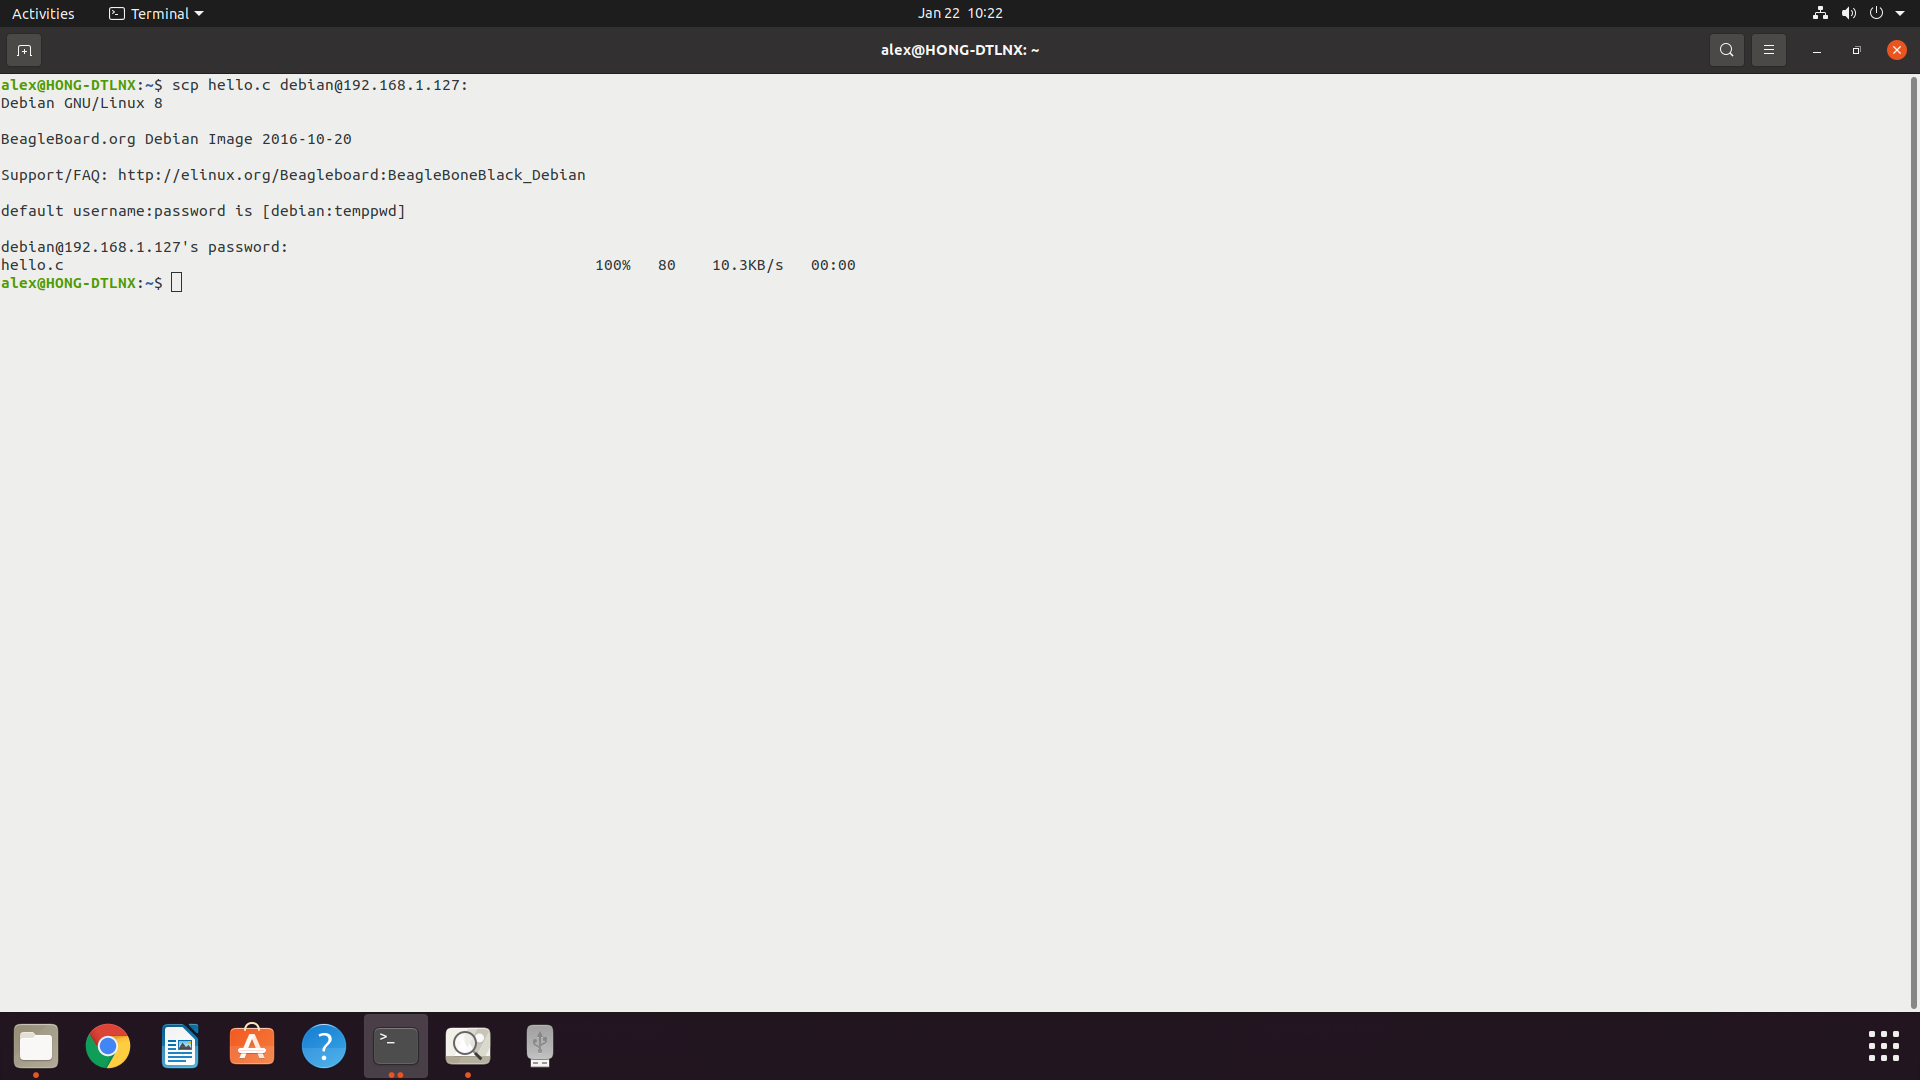 Activities Terminal Jan 22 10:22
alex@HONG-DTLNX: ~
alex@HONG-DTLNX:~$ scp hello.c debian@192.168.1.127:
Debian GNU/Linux 8
BeagleBoard.org Debian Image 2016-10-20
Support/FAQ: http://elinux.org/Beagleboard:BeagleBoneBlack_Debian
default username:password is [debian:temppwd]
debian@192.168.1.127's password:
hello.c 100% 80 10.3KB/s 00:00
alex@HONG-DTLNX:~$